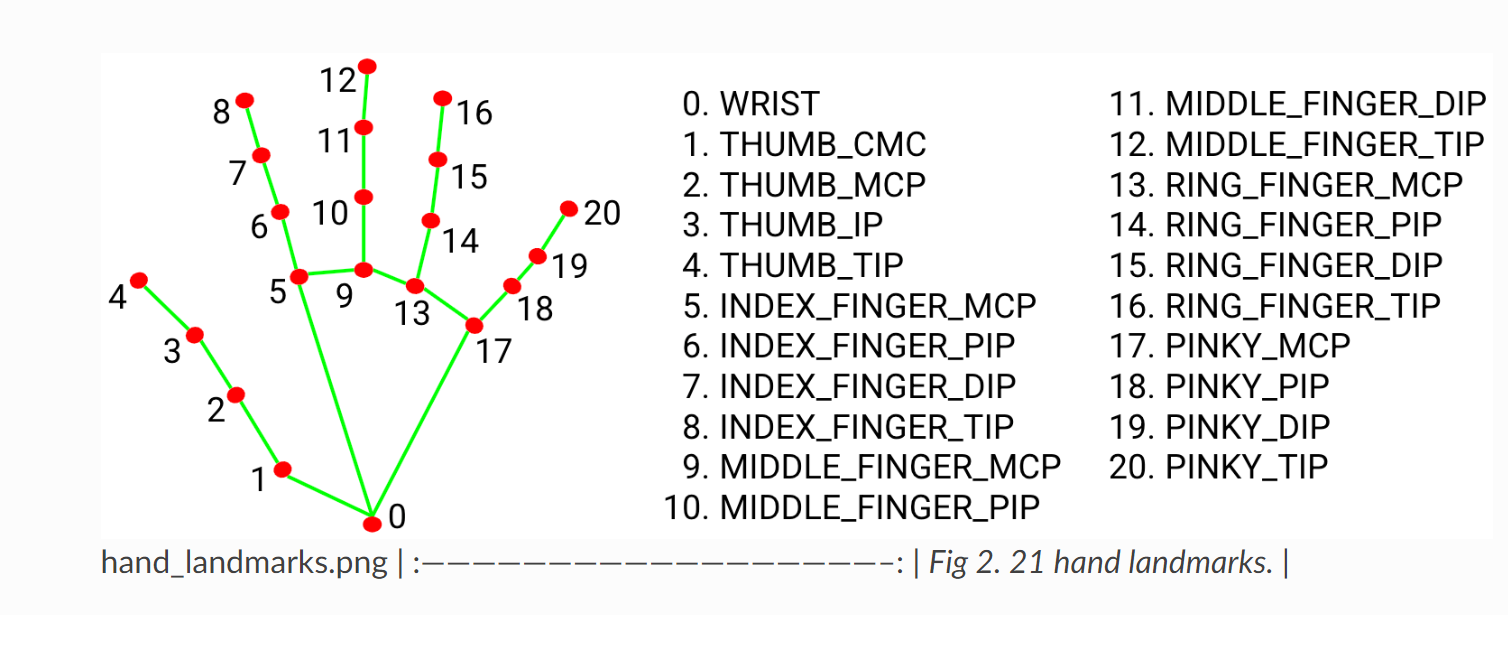 12
8
16
11
7
15
10
20
6
14
19
4
5
9
13
18
3
17
2
1
0
0. WRIST
1. THUMB_CMC
2. THUMB_MCP
3. THUMB_IP
4. THUMB_TIP
5. INDEX_FINGER_MCP
6. INDEX_FINGER_PIP
7. INDEX_FINGER_DIP
8. INDEX_FINGER_TIP
9. MIDDLE_FINGER_MCP
10. MIDDLE_FINGER_PIP
11. MIDDLE_FINGER_DIP
12. MIDDLE_FINGER_TIP
13. RING_FINGER_MCP
14. RING_FINGER_PIP
15. RING_FINGER_DIP
16. RING_FINGER_TIP
17. PINKY_MCP
18. PINKY_PIP
19. PINKY_DIP
20. PINKY_TIP
hand_landmarks.png | :———————————————————–: | Fig 2. 21 hand landmarks. |